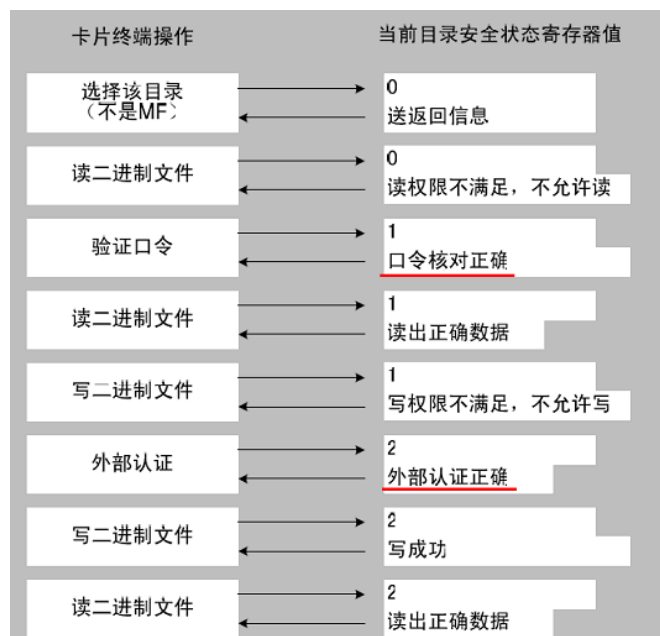 卡片终端操作
当前目录安全状态寄存器值
选择该目录
（不是MF）
0
送返回信息
读二进制文件
0
读权限不满足，不允许读
验证口令
1
口令核对正确
读二进制文件
1
读出正确数据
写二进制文件
1
写权限不满足，不允许写
外部认证
2
外部认证正确
写二进制文件
2
写成功
读二进制文件
2
读出正确数据